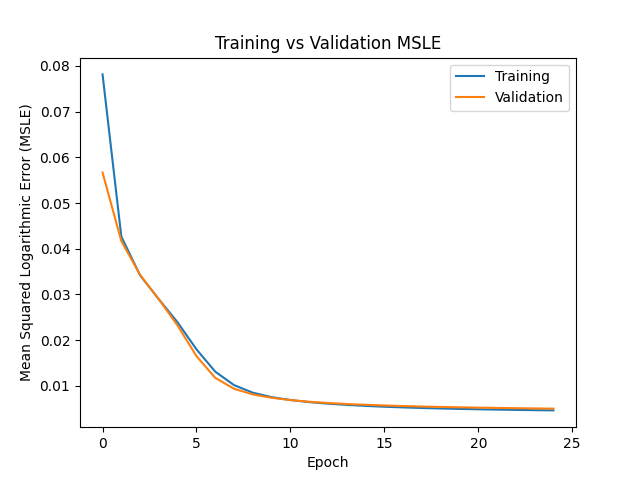 Training vs Validation MSLE
Training
Validation
Mean Squared Logarithmic Error (MSLE)
0.08
0.07
0.06
0.05
0.04
0.03
0.02
0.01
0 5 10 15 20 25
Epoch